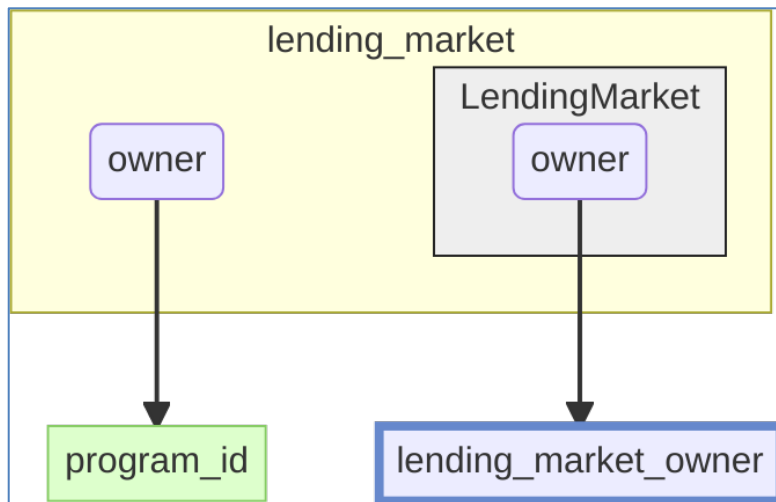 lending_market
LendingMarket
owner
owner
program_id
lending_market_owner